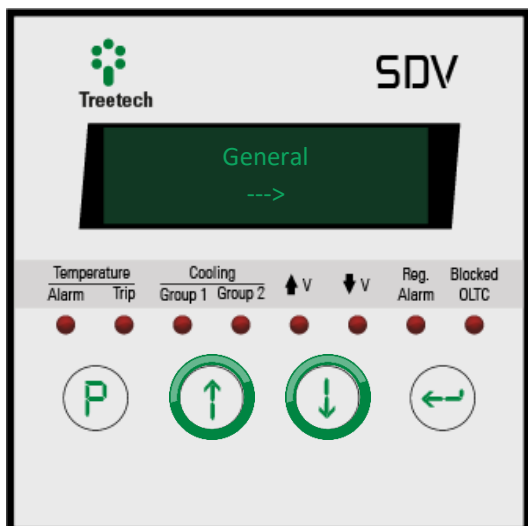 Treetech
SDV
General
--->
Temperature
Cooling
Alarm Trip
Group 1 Group 2
V
V
Reg.
Alarm
Blocked
OLTC
P